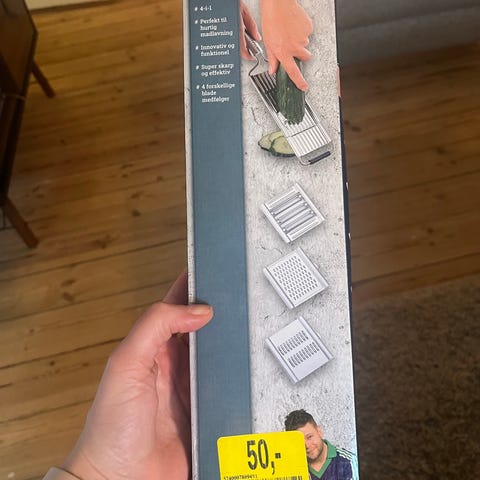 # 4-i-1
# Perfekt til
hurtig
madlavning
# Innovativ og
funktionel
# Super skarp
og effektiv
# 4 forskellige
blade
medfølger
50,-